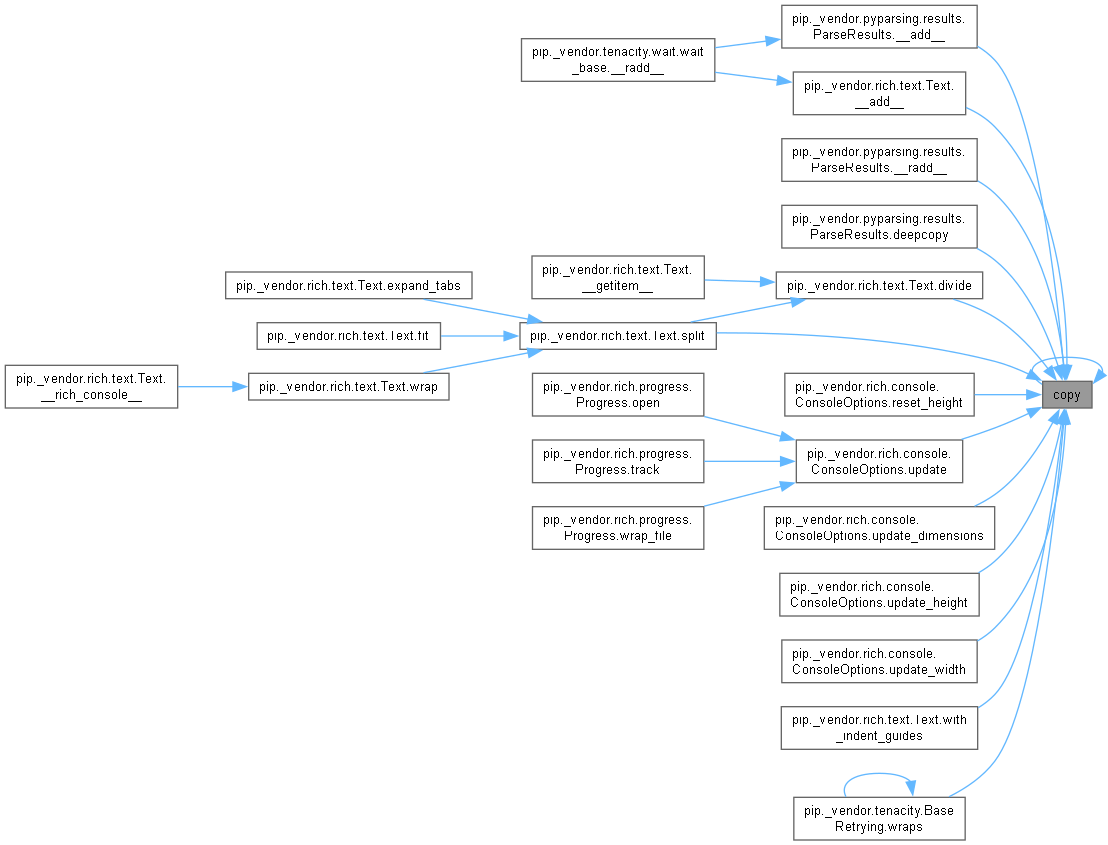 pip._vendor.pyparsing.results.
ParseResults.__add__
pip._vendor.tenacity.wait.wait
_base.__radd__
pip._vendor.rich.text.Text.
__add__
pip._vendor.pyparsing.results.
ParseResults.__radd__
pip._vendor.pyparsing.results.
ParseResults.deepcopy
pip._vendor.rich.text.Text.
__getitem__
pip._vendor.rich.text.Text.divide
pip._vendor.rich.text.Text.expand_tabs
pip._vendor.rich.text.Text.fit
pip._vendor.rich.text.Text.split
pip._vendor.rich.text.Text.
__rich_console__
pip._vendor.rich.text.Text.wrap
pip._vendor.rich.progress.
Progress.open
pip._vendor.rich.console.
ConsoleOptions.reset_height
copy
pip._vendor.rich.progress.
Progress.track
pip._vendor.rich.console.
ConsoleOptions.update
pip._vendor.rich.progress.
Progress.wrap_file
pip._vendor.rich.console.
ConsoleOptions.update_dimensions
pip._vendor.rich.console.
ConsoleOptions.update_height
pip._vendor.rich.console.
ConsoleOptions.update_width
pip._vendor.rich.text.Text.with
_indent_guides
pip._vendor.tenacity.Base
Retrying.wraps